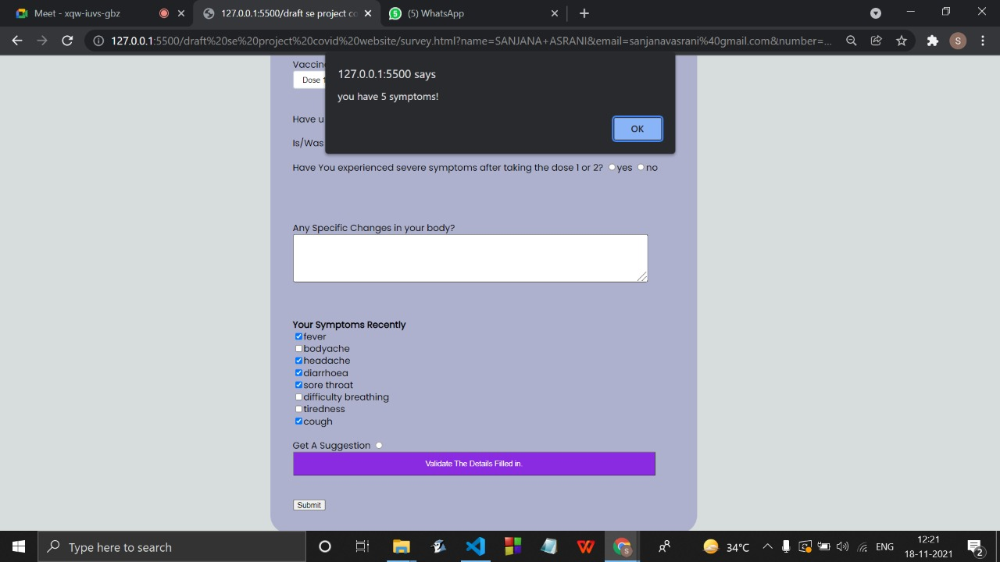 Meet - xqw-iuvs-gbz
127.0.0.1:5500/draft se project co
(5) WhatsApp
127.0.0.1:5500/draft%20se%20project%20covid%20website/survey.html?name=SANJANA+ASRANI&email=sanjanavasrani%40gmail.com&number=...
S
Vaccin
Dose 1
127.0.0.1:5500 says
you have 5 symptoms!
OK
Have u
Is/Was
Have You experienced severe symptoms after taking the dose 1 or 2? yes no
Any Specific Changes in your body?
Your Symptoms Recently
fever
bodyache
headache
diarrhoea
sore throat
difficulty breathing
tiredness
cough
Get A Suggestion
Validate The Details Filled in.
Submit
Type here to search
34°C
ENG
12:21
18-11-2021
2